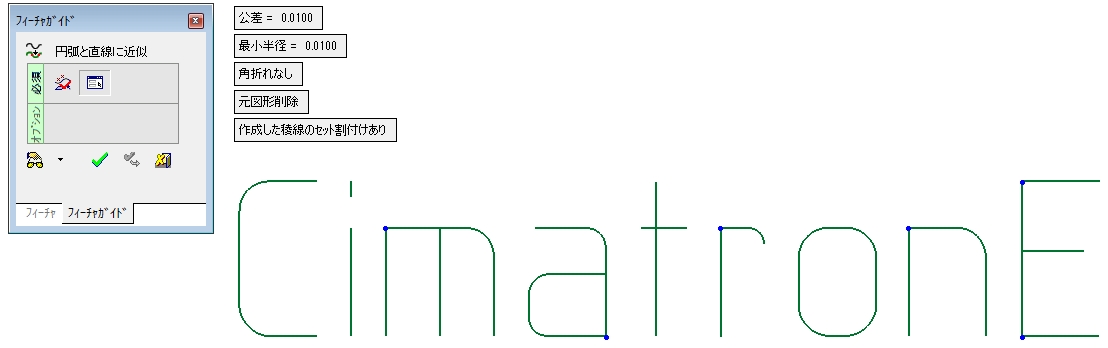 フィーチャガイド
円弧と直線に近似
必須
オプション
フィーチャ フィーチャガイド
公差 = 0.0100
最小半径 = 0.0100
角折れなし
元図形削除
作成した稜線のセット割付けあり
CimatronE